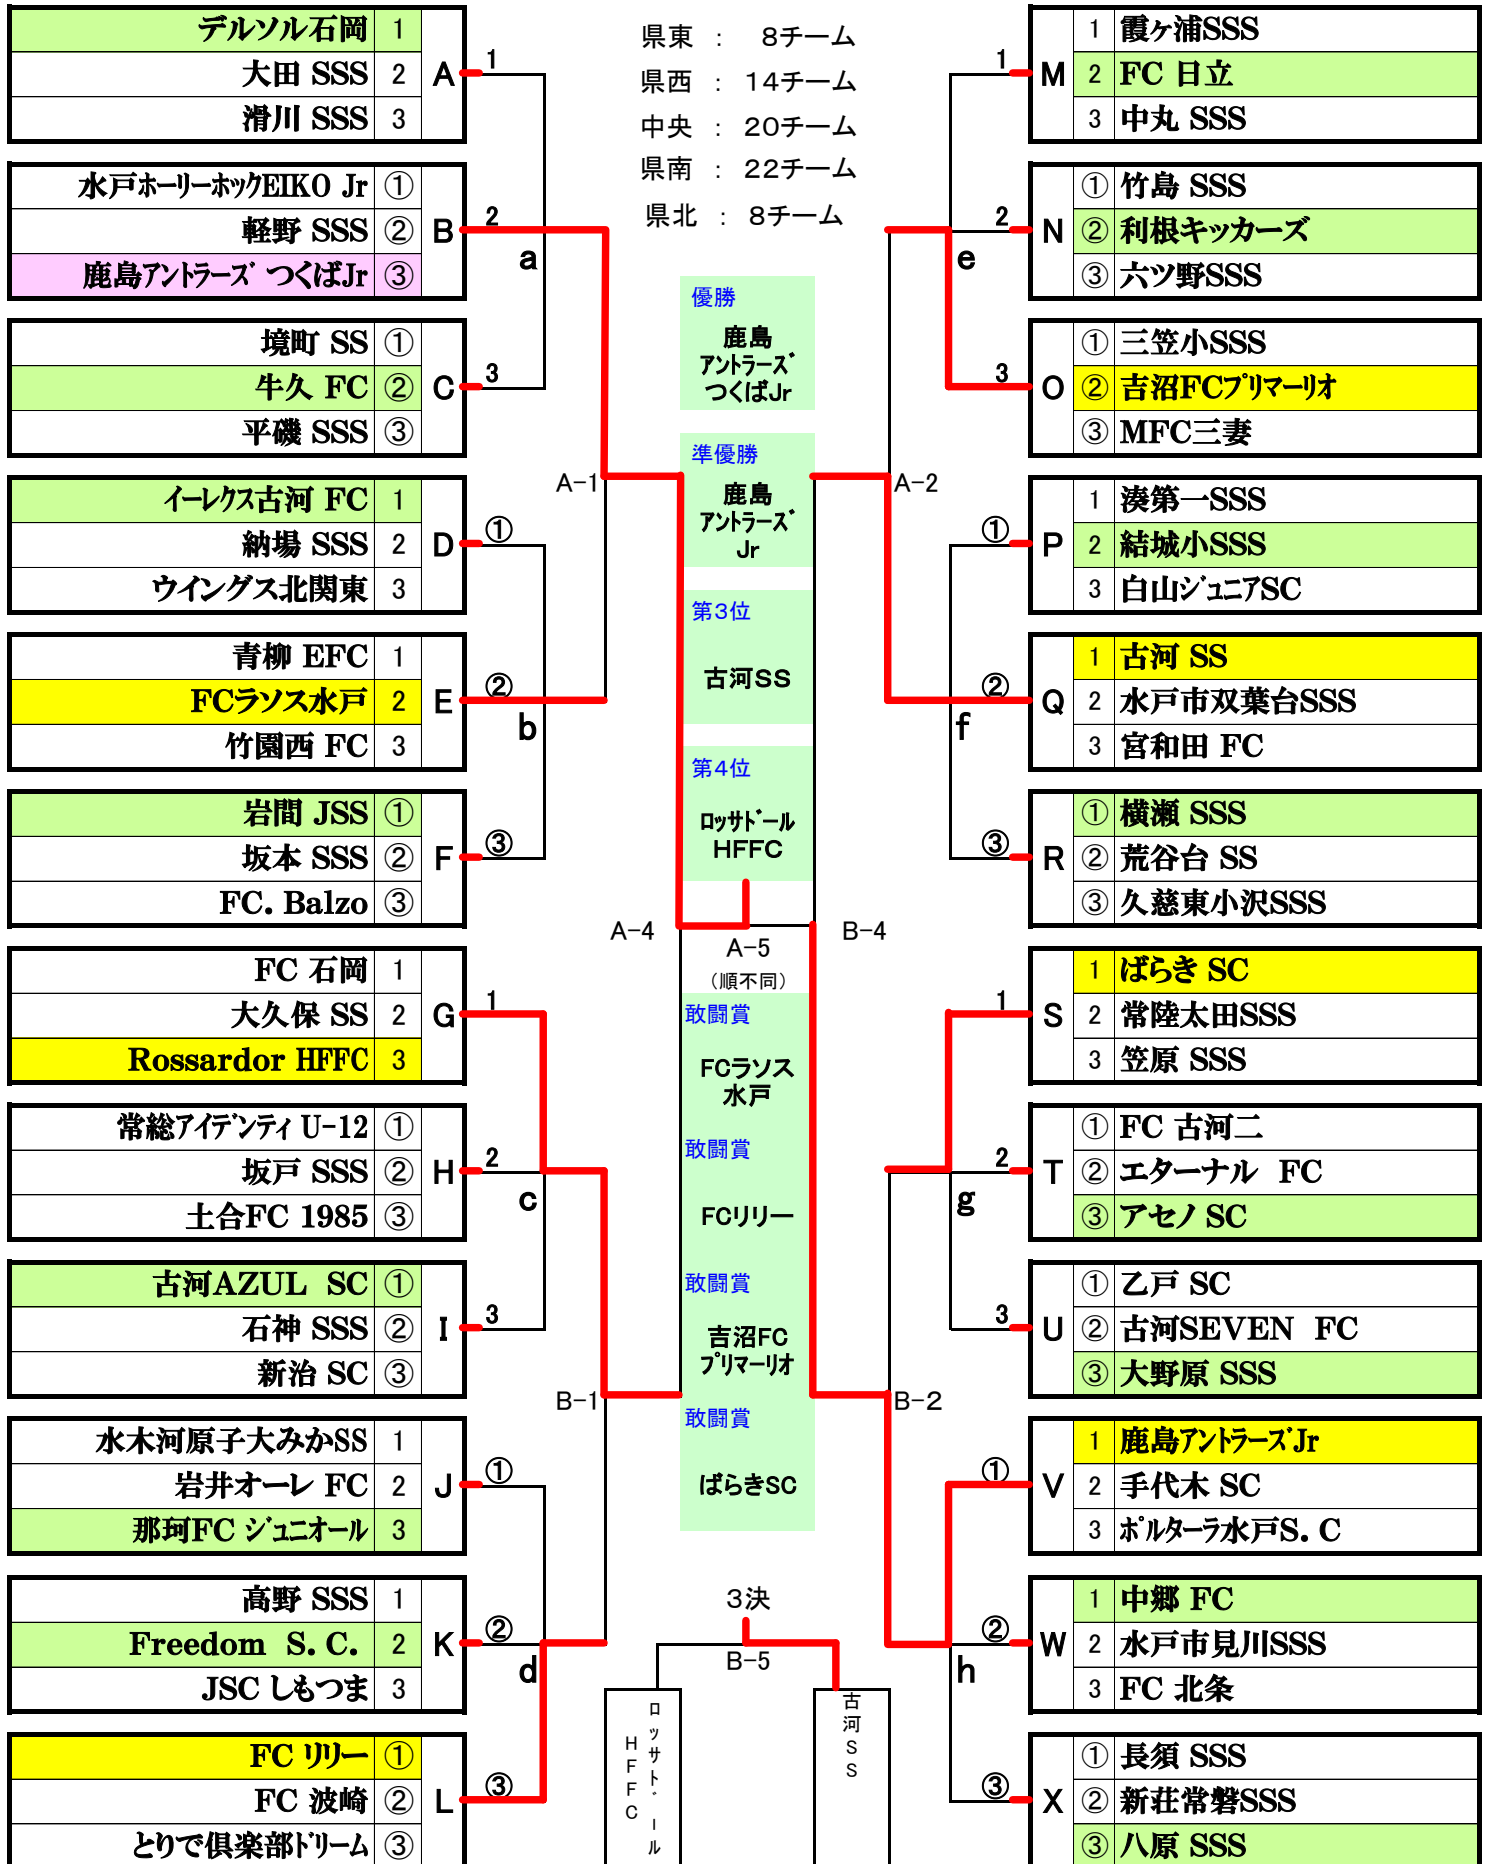 デルソル石岡 1
大田 SSS 2
滑川 SSS 3
A
1
水戸ホーリーホックEIKO Jr ①
軽野 SSS ②
鹿島アントラーズ つくばJr ③
B
2
a
境町 SS ①
牛久 FC ②
平磯 SSS ③
C
3
イーレクス古河 FC 1
納場 SSS 2
ウイングス北関東 3
D
①
青柳 EFC 1
FCラソス水戸 2
竹園西 FC 3
E
②
b
岩間 JSS ①
坂本 SSS ②
FC. Balzo ③
F
③
FC 石岡 1
大久保 SS 2
Rossardor HFFC 3
G
1
常総アイデンティ U-12 ①
坂戸 SSS ②
土合FC 1985 ③
H
2
c
古河AZUL SC ①
石神 SSS ②
新治 SC ③
I
3
水木河原子大みかSS 1
岩井オーレ FC 2
那珂FC ジュニオール 3
J
①
高野 SSS 1
Freedom S. C. 2
JSC しもつま 3
K
②
d
FC リリー ①
FC 波崎 ②
とりで倶楽部ドリーム ③
L
③
県東 : 8チーム
県西 : 14チーム
中央 : 20チーム
県南 : 22チーム
県北 : 8チーム
優勝
鹿島
アントラーズ
つくばJr
準優勝
鹿島
アントラーズ
Jr
第3位
古河SS
第4位
ロッサドール
HFFC
A-1
A-2
A-4
B-4
A-5
(順不同)
敢闘賞
FCラソス
水戸
敢闘賞
FCリリー
敢闘賞
吉沼FC
プリマーリオ
敢闘賞
ばらきSC
B-1
B-2
3決
B-5
ロッサドール
HFFC
古河SS
1
M
1 霞ヶ浦SSS
2 FC 日立
3 中丸 SSS
2
N
① 竹島 SSS
② 利根キッカーズ
③ 六ツ野SSS
e
3
O
① 三笠小SSS
② 吉沼FCプリマーリオ
③ MFC三妻
①
P
1 湊第一SSS
2 結城小SSS
3 白山ジュニアSC
②
Q
1 古河 SS
2 水戸市双葉台SSS
3 宮和田 FC
f
③
R
① 横瀬 SSS
② 荒谷台 SS
③ 久慈東小沢SSS
1
S
1 ばらき SC
2 常陸太田SSS
3 笠原 SSS
2
T
① FC 古河二
② エターナル FC
③ アセノ SC
g
3
U
① 乙戸 SC
② 古河SEVEN FC
③ 大野原 SSS
①
V
1 鹿島アントラーズJr
2 手代木 SC
3 ポルターラ水戸S. C
②
W
1 中郷 FC
2 水戸市見川SSS
3 FC 北条
h
③
X
① 長須 SSS
② 新荘常磐SSS
③ 八原 SSS